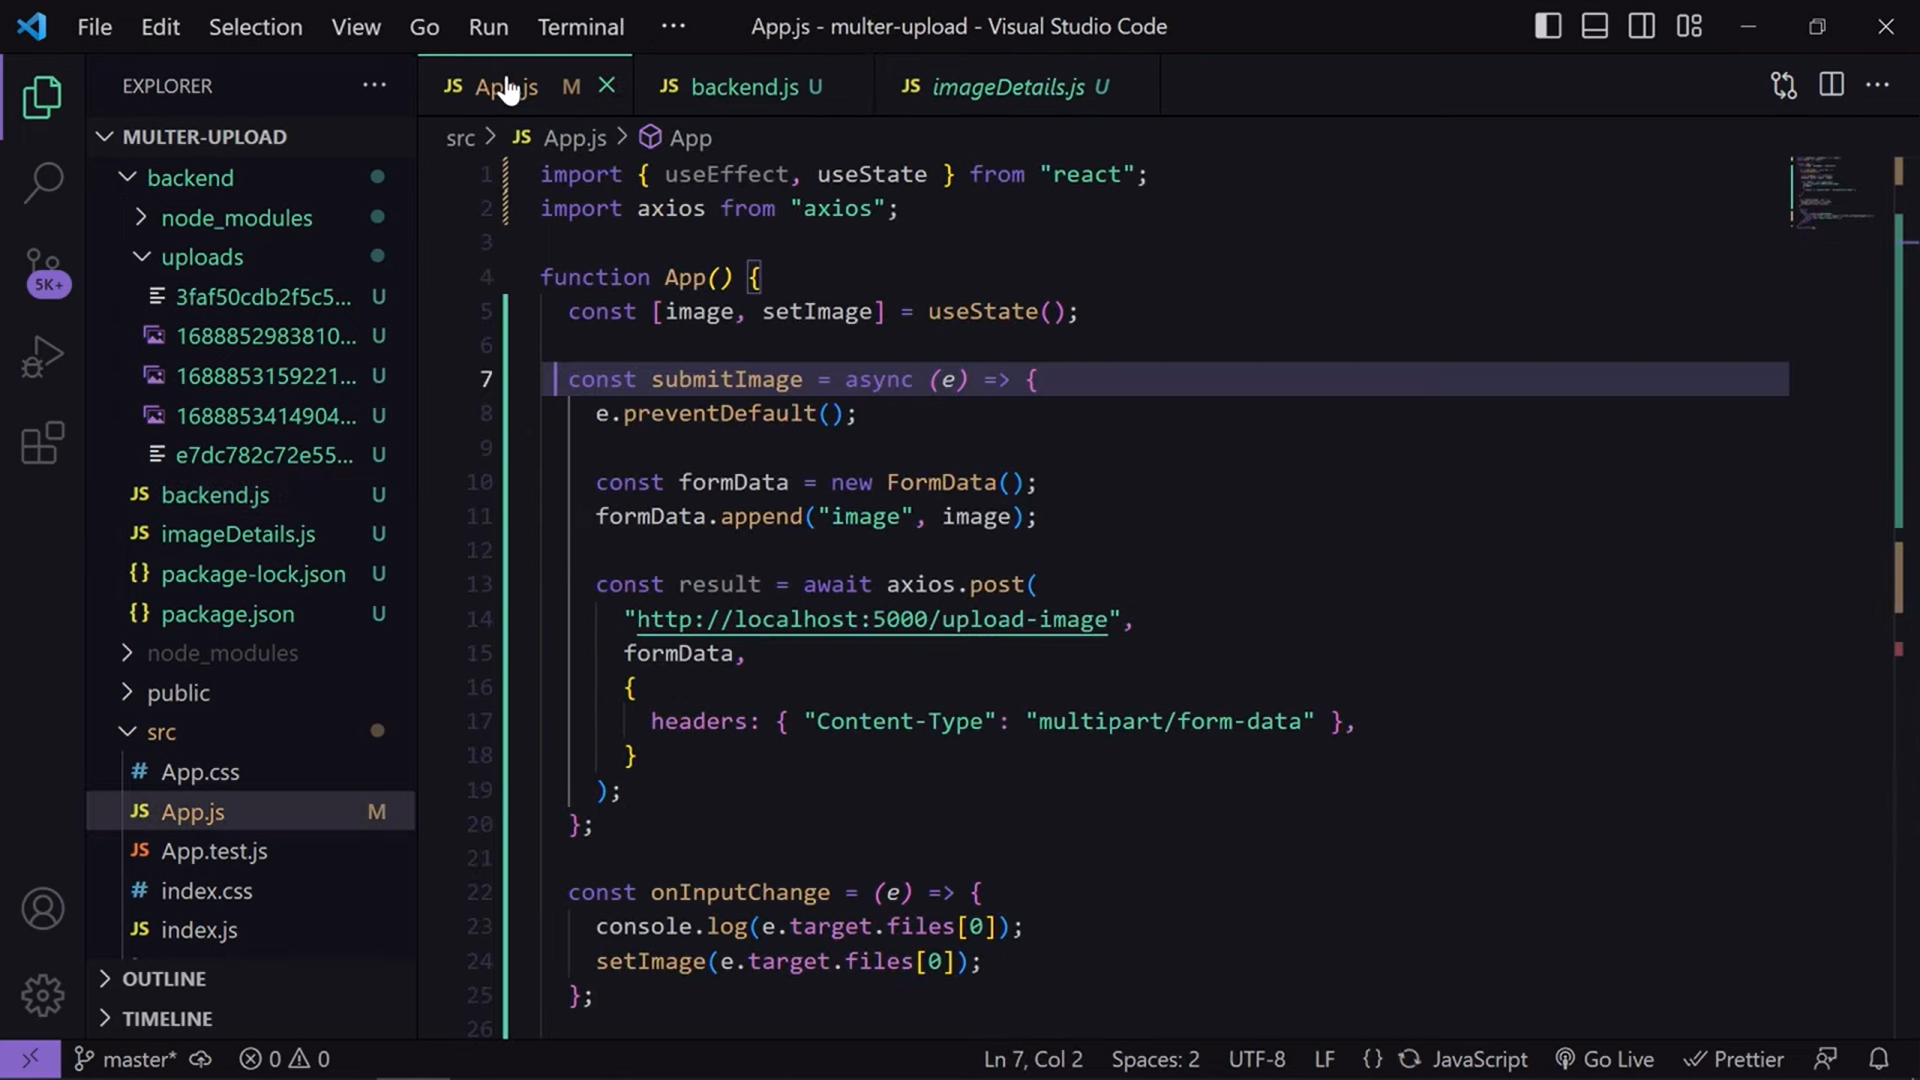 File Edit Selection View Go Run Terminal ··· App.js - multer-upload - Visual Studio Code
EXPLORER ···
JS App.js M
JS backend.js U
JS imageDetails.js U
···
MULTER-UPLOAD
src > JS App.js > App
backend
node_modules
uploads
3faf50cdb2f5c5... U
1688852983810... U
1688853159221... U
1688853414904... U
e7dc782c72e55... U
JS backend.js U
JS imageDetails.js U
{} package-lock.json U
{} package.json U
node_modules
public
src
# App.css
JS App.js M
JS App.test.js
# index.css
JS index.js
OUTLINE
TIMELINE
5K+
1 import { useEffect, useState } from "react";
2 import axios from "axios";
3
4 function App() {
5 const [image, setImage] = useState();
6
7 const submitImage = async (e) => {
8 e.preventDefault();
9
10 const formData = new FormData();
11 formData.append("image", image);
12
13 const result = await axios.post(
14 "http://localhost:5000/upload-image",
15 formData,
16 {
17 headers: { "Content-Type": "multipart/form-data" },
18 }
19 );
20 };
21
22 const onInputChange = (e) => {
23 console.log(e.target.files[0]);
24 setImage(e.target.files[0]);
25 };
26
master* 0 0 Ln 7, Col 2 Spaces: 2 UTF-8 LF {} JavaScript Go Live Prettier